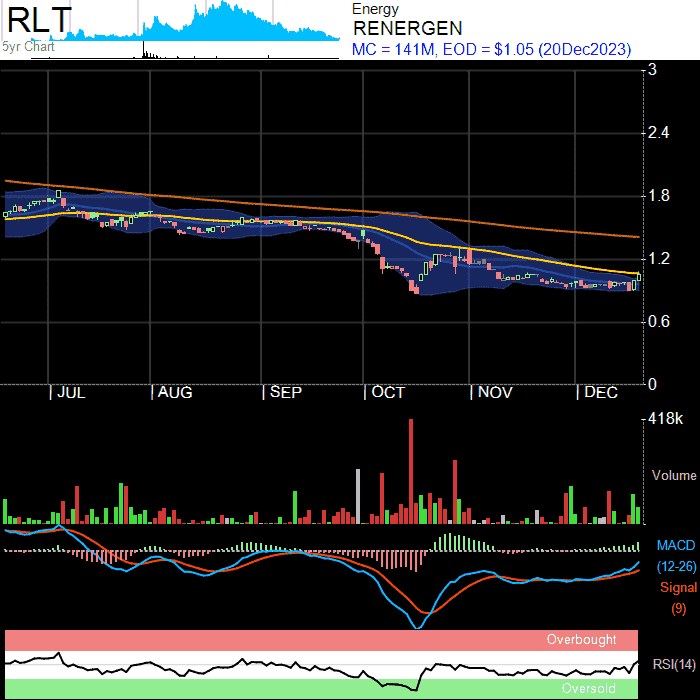 RLT
5yr Chart
Energy
RENERGEN
MC = 141M, EOD = $1.05 (20Dec2023)
3
2.4
1.8
1.2
0.6
0
| JUL | AUG | SEP | OCT | NOV | DEC
418k
Volume
MACD
(12-26)
Signal
(9)
Overbought
RSI(14)
Oversold